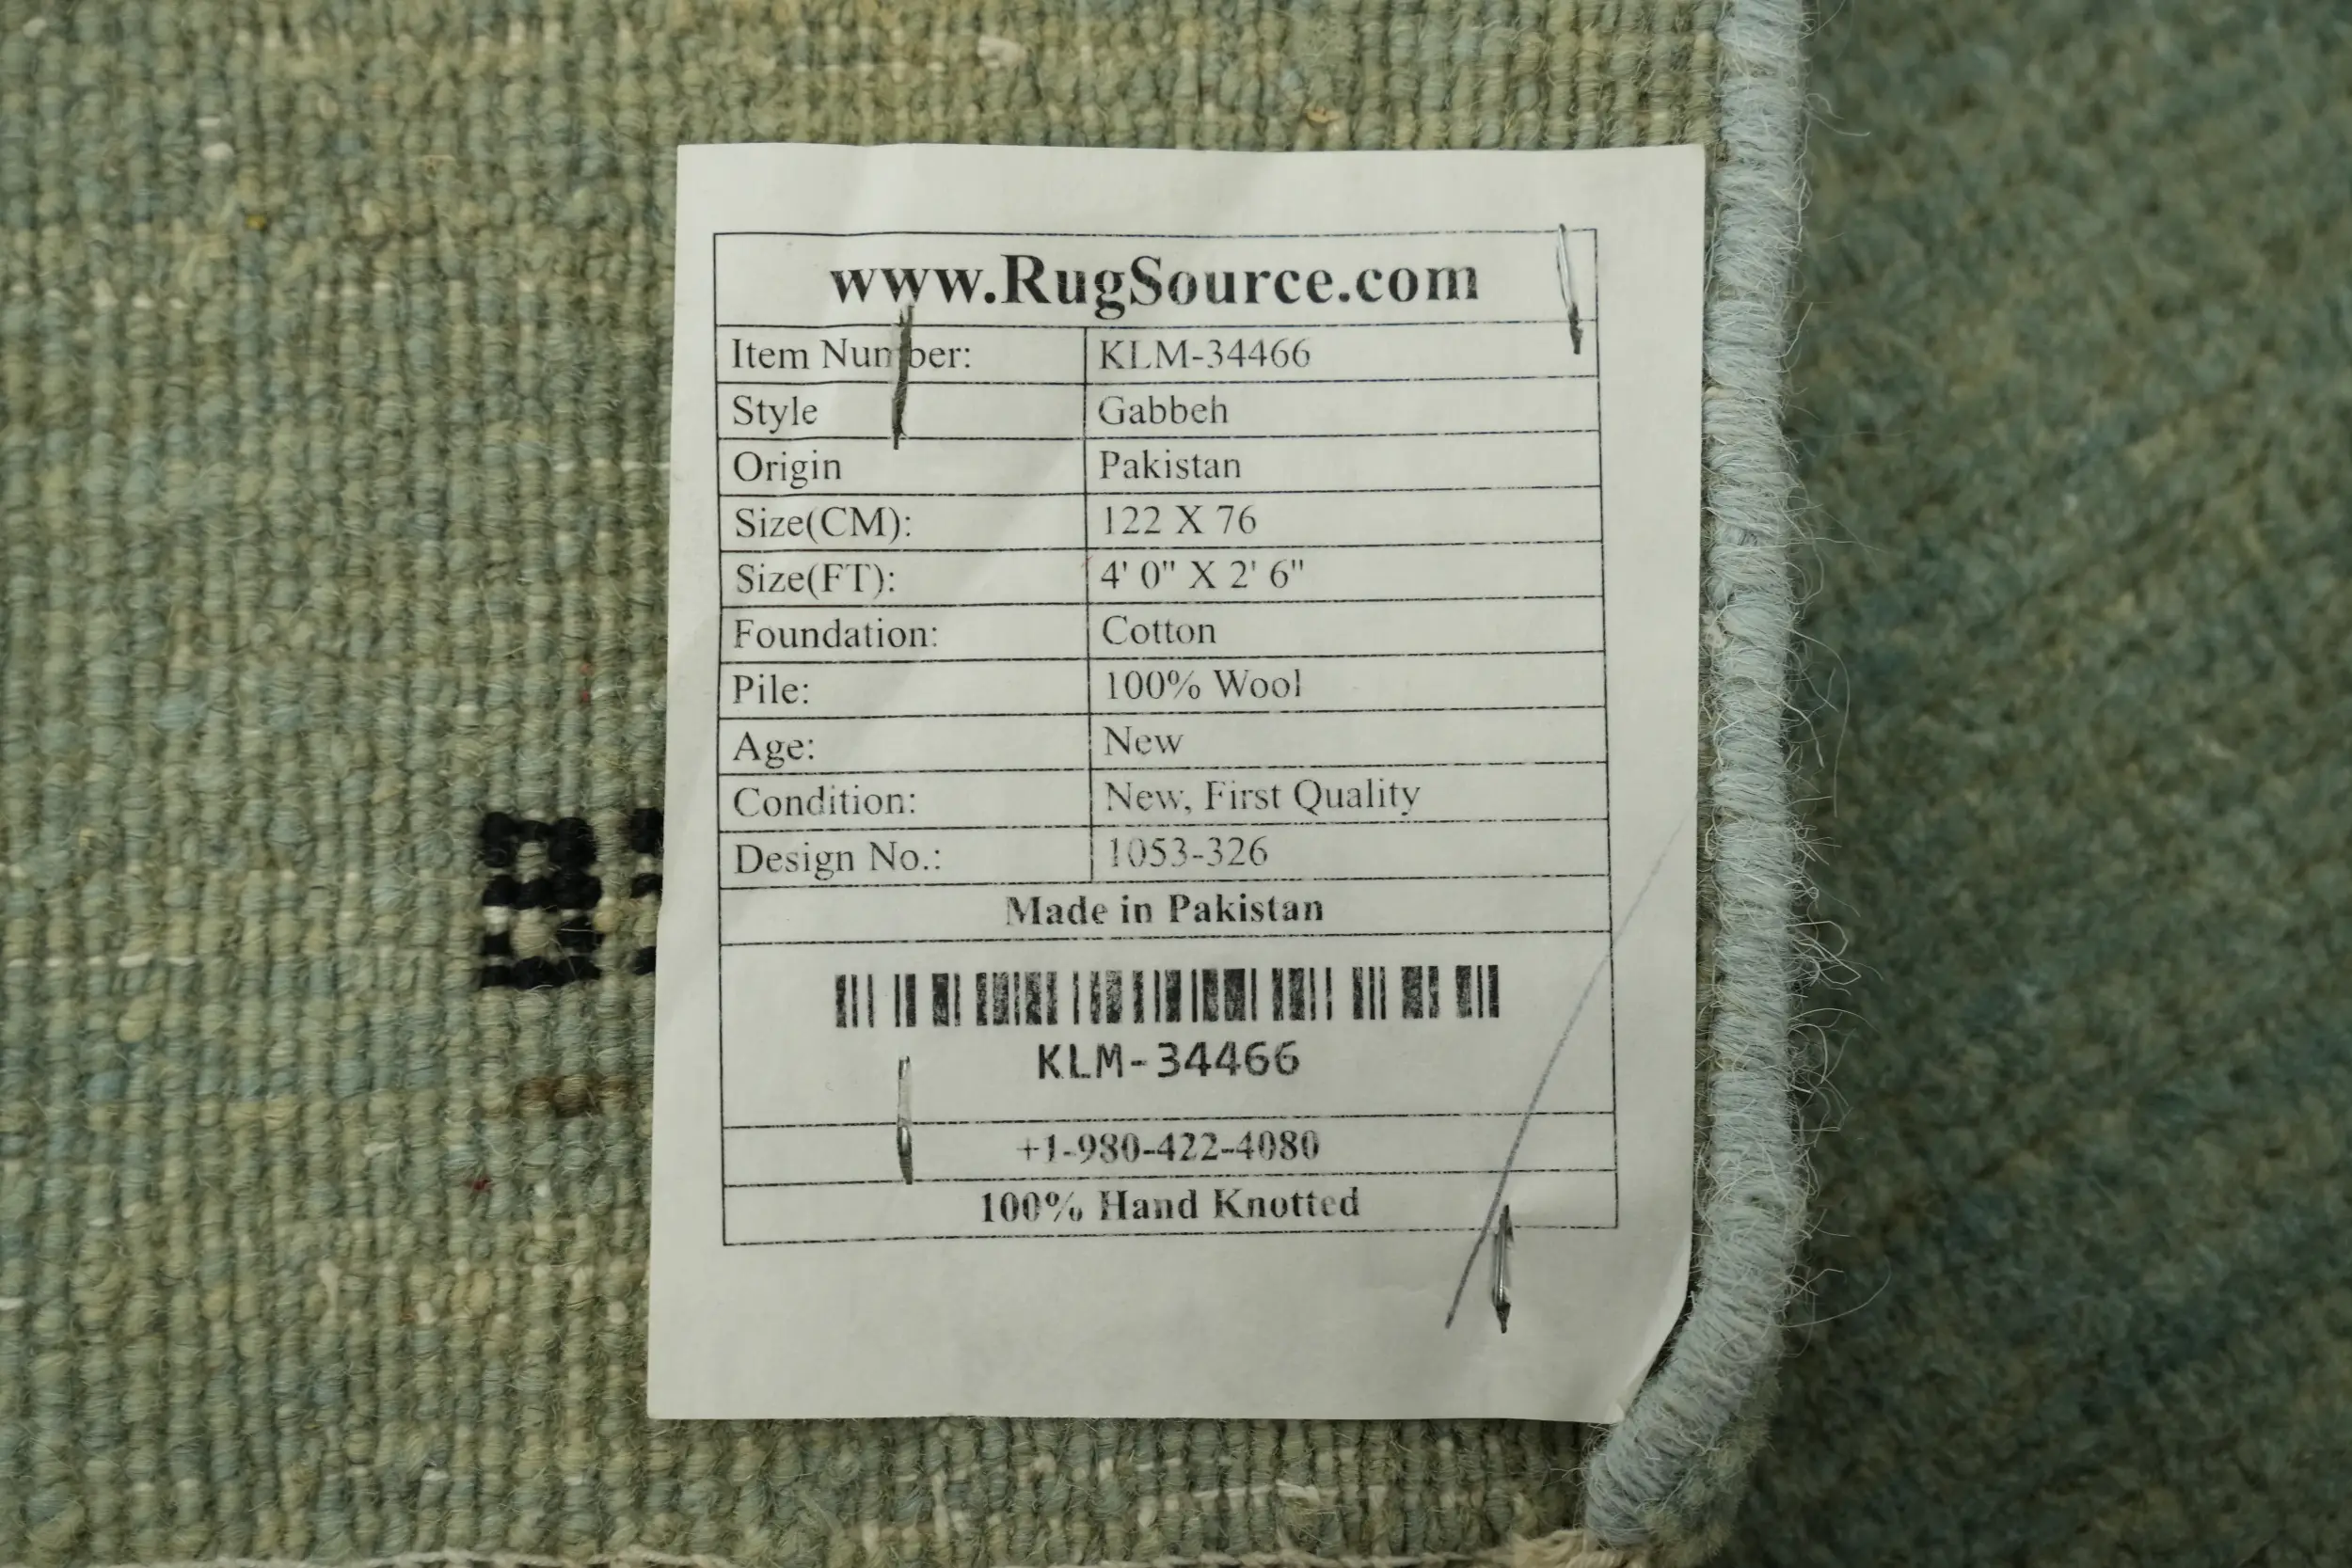 www.RugSource.com
Item Number: KLM-34466
Style Gabbeh
Origin Pakistan
Size(CM): 122 X 76
Size(FT): 4' 0" X 2' 6"
Foundation: Cotton
Pile: 100% Wool
Age: New
Condition: New, First Quality
Design No.: 1053-326
Made in Pakistan
KLM-34466
+1-980-422-4080
100% Hand Knotted